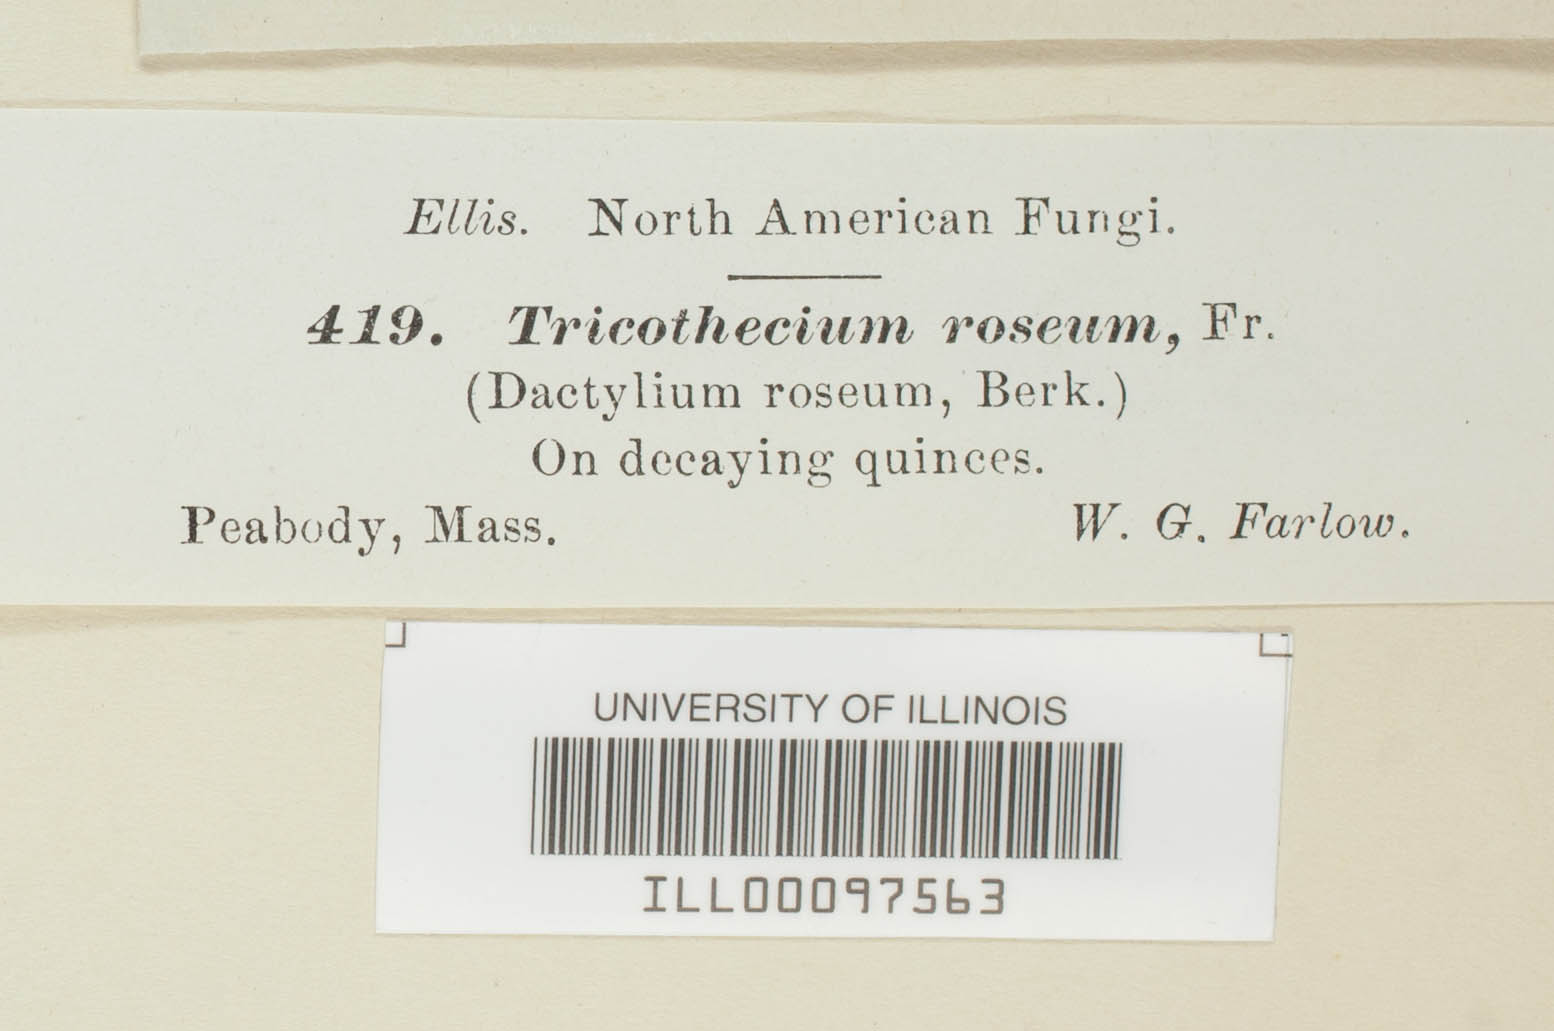 Ellis. North American Fungi.
419. Tricothecium roseum, Fr.
(Dactylium roseum, Berk.)
On decaying quinces.
Peabody, Mass. W. G. Farlow.
UNIVERSITY OF ILLINOIS
ILL00097563